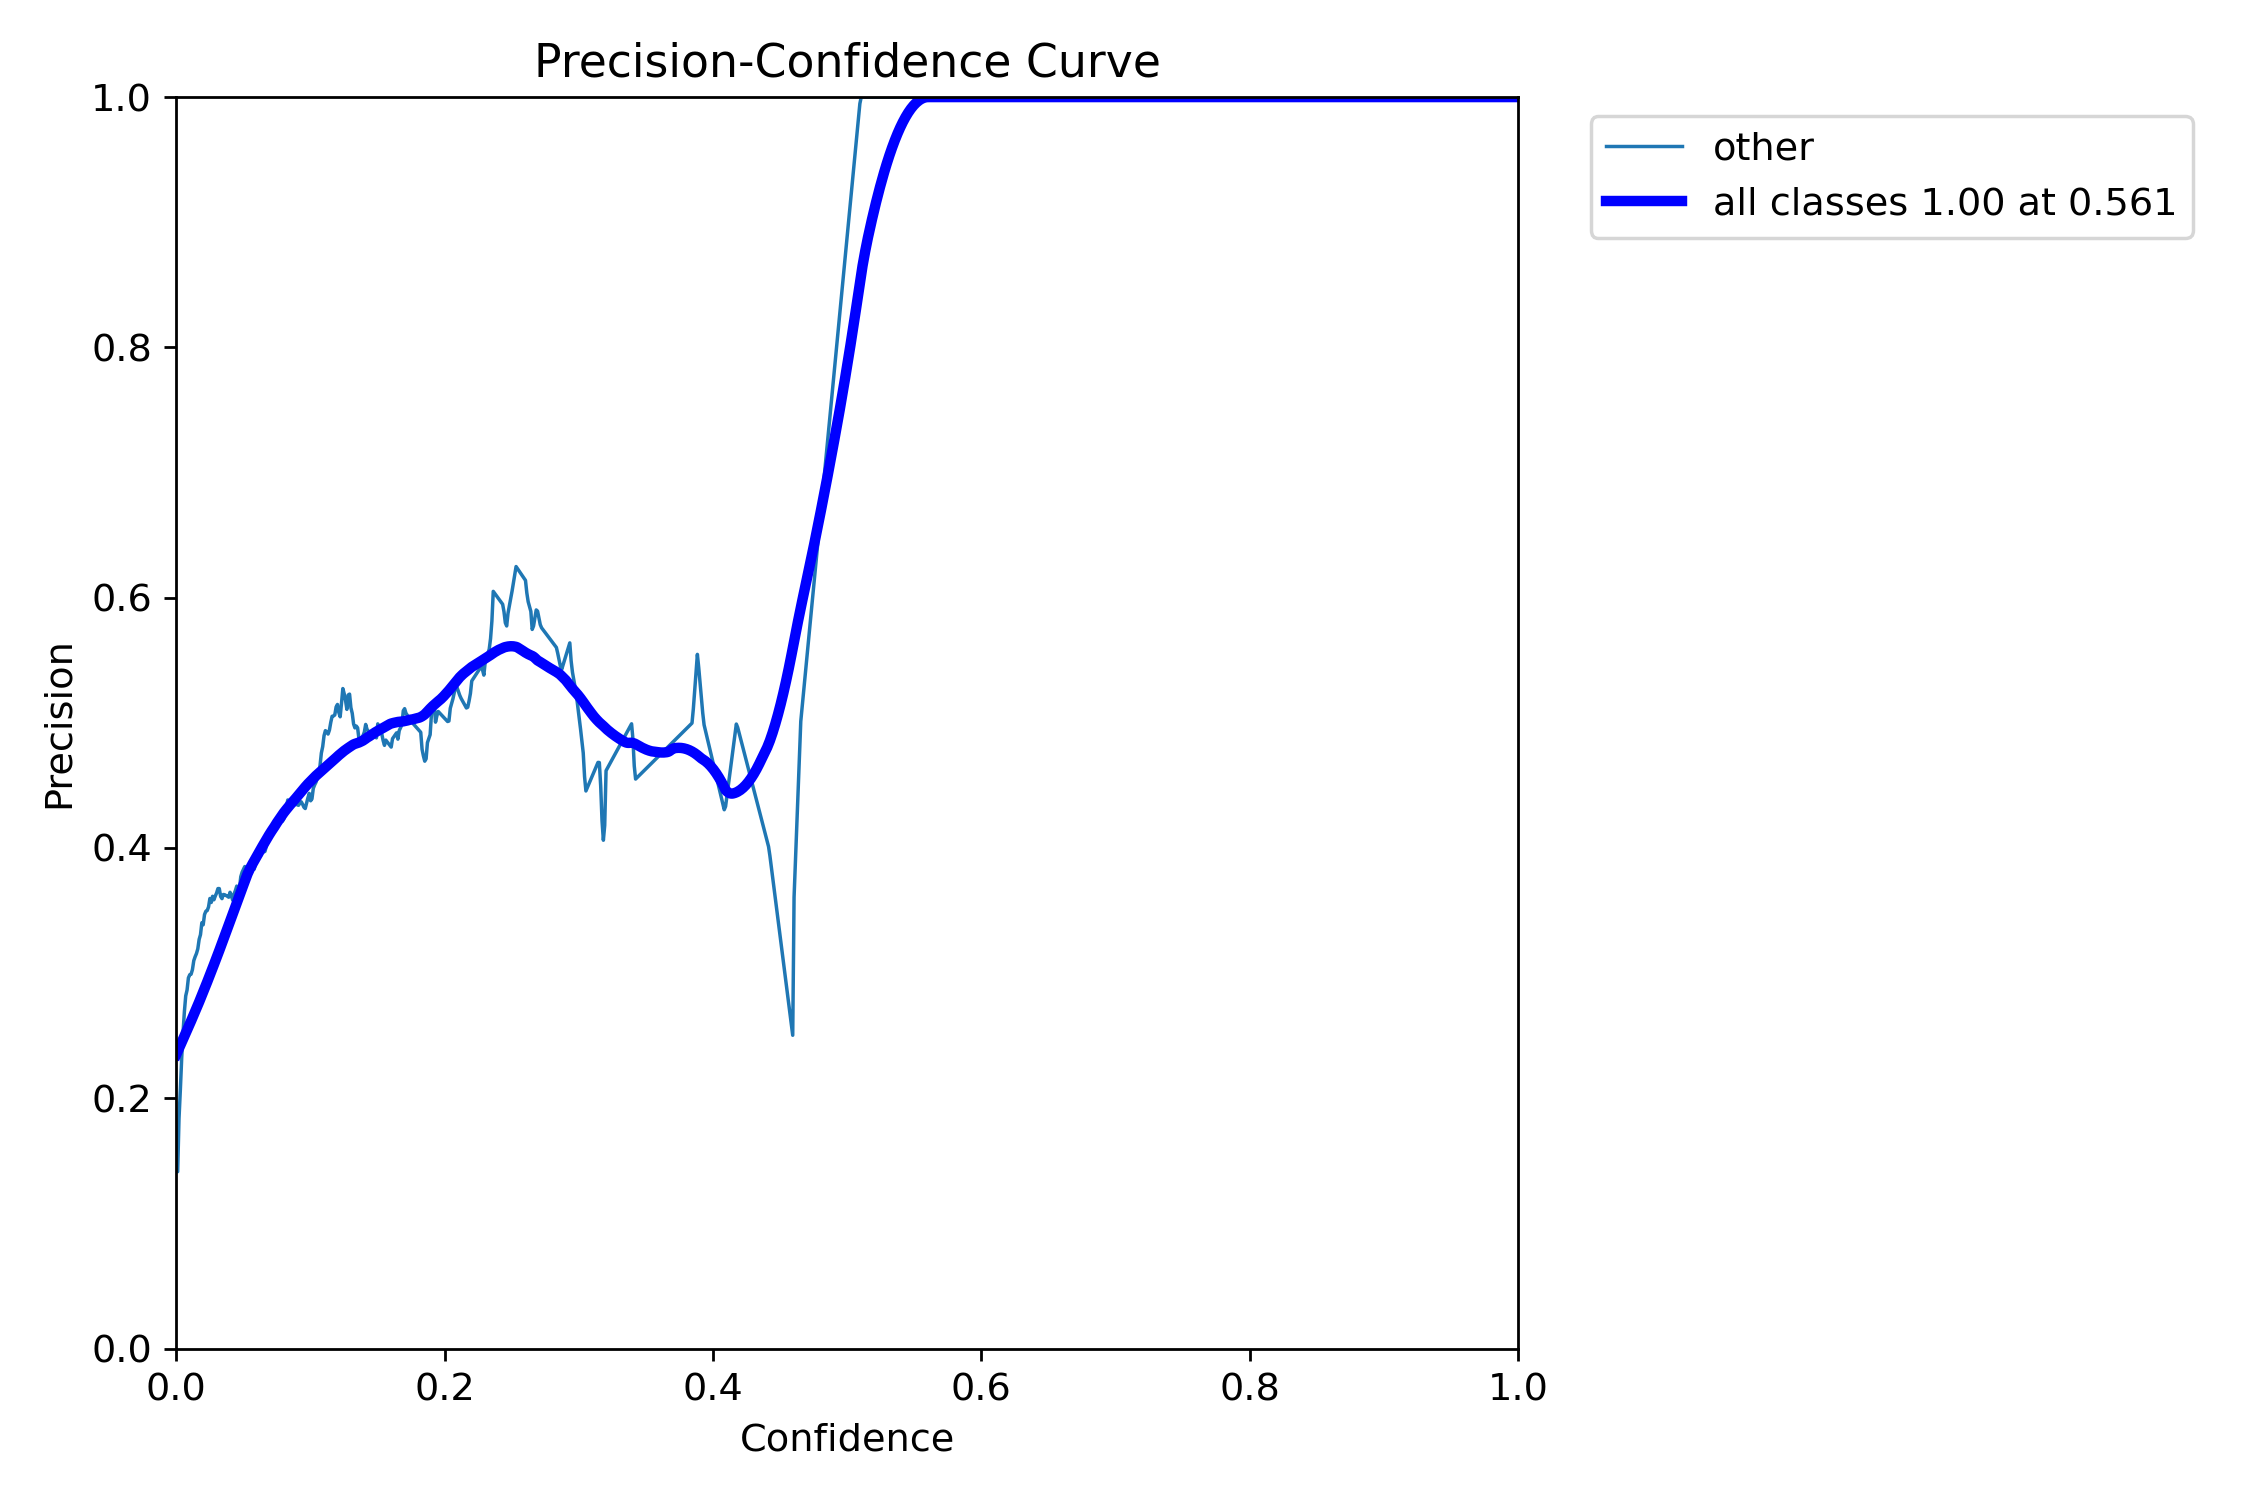 Precision-Confidence Curve
1.0
0.8
0.6
0.4
0.2
0.0
Precision
0.0 0.2 0.4 0.6 0.8 1.0
Confidence
other
all classes 1.00 at 0.561